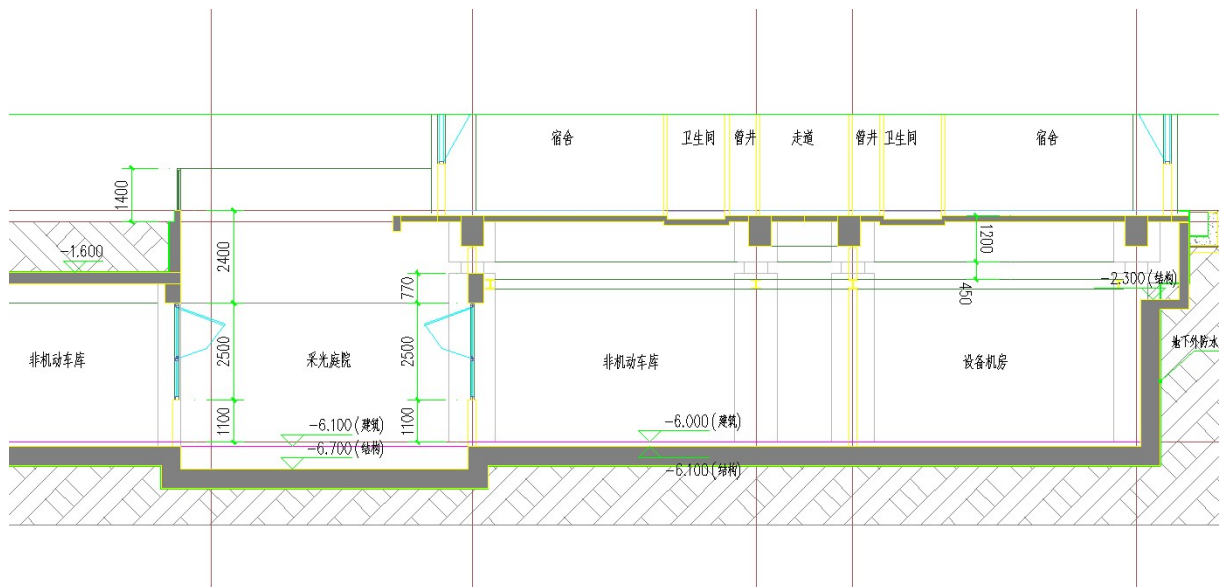 宿舍
卫生间
管井
走道
管井
卫生间
宿舍
1400
-1.600
2400
770
1200
450
-2.300(结构)
非机动车库
2500
采光庭院
2500
非机动车库
设备机房
地下外防水
1100
-6.100(建筑)
1100
-6.000(建筑)
-6.700(结构)
-6.100(结构)